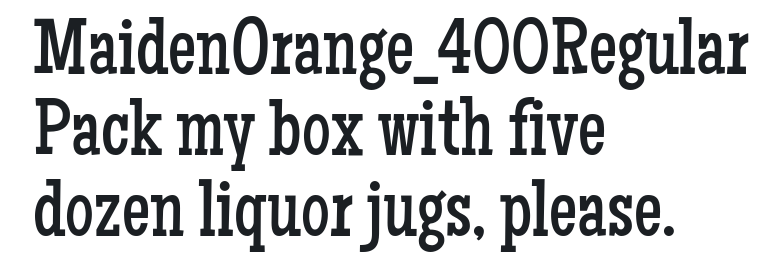 MaidenOrange_400Regular
Pack my box with five
dozen liquor jugs, please.